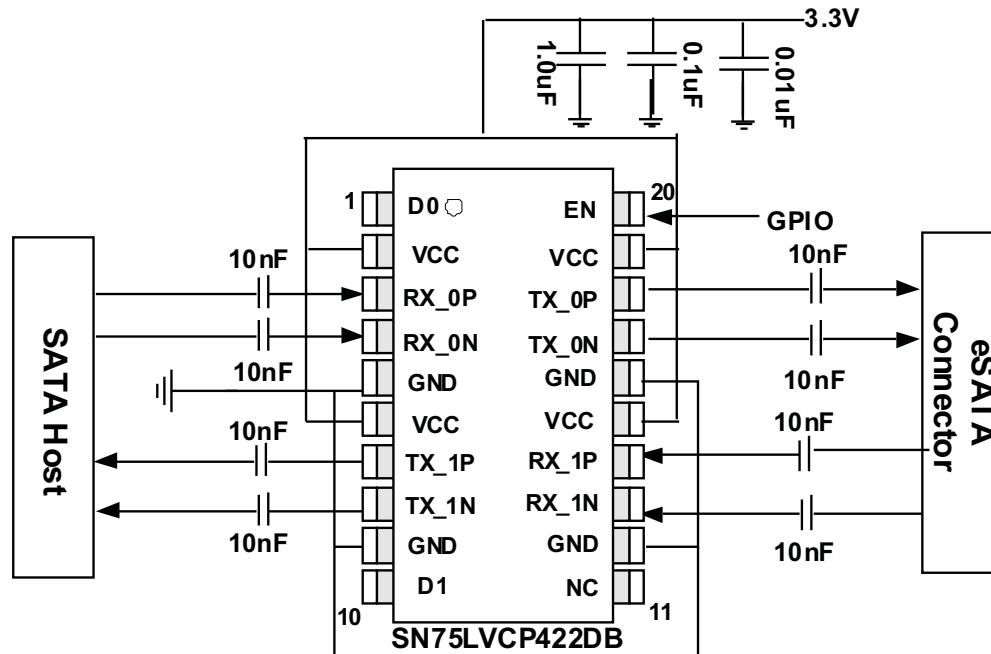 3.3V
1.0uF
0.1uF
0.01uF
1
20
D0
EN
GPIO
VCC
VCC
10nF
10nF
RX_0P
TX_0P
RX_0N
TX_0N
10nF
10nF
GND
GND
SATA Host
eSATA
Connector
VCC
VCC
10nF
10nF
TX_1P
RX_1P
TX_1N
RX_1N
10nF
10nF
GND
GND
D1
NC
10
11
SN75LVCP422DB